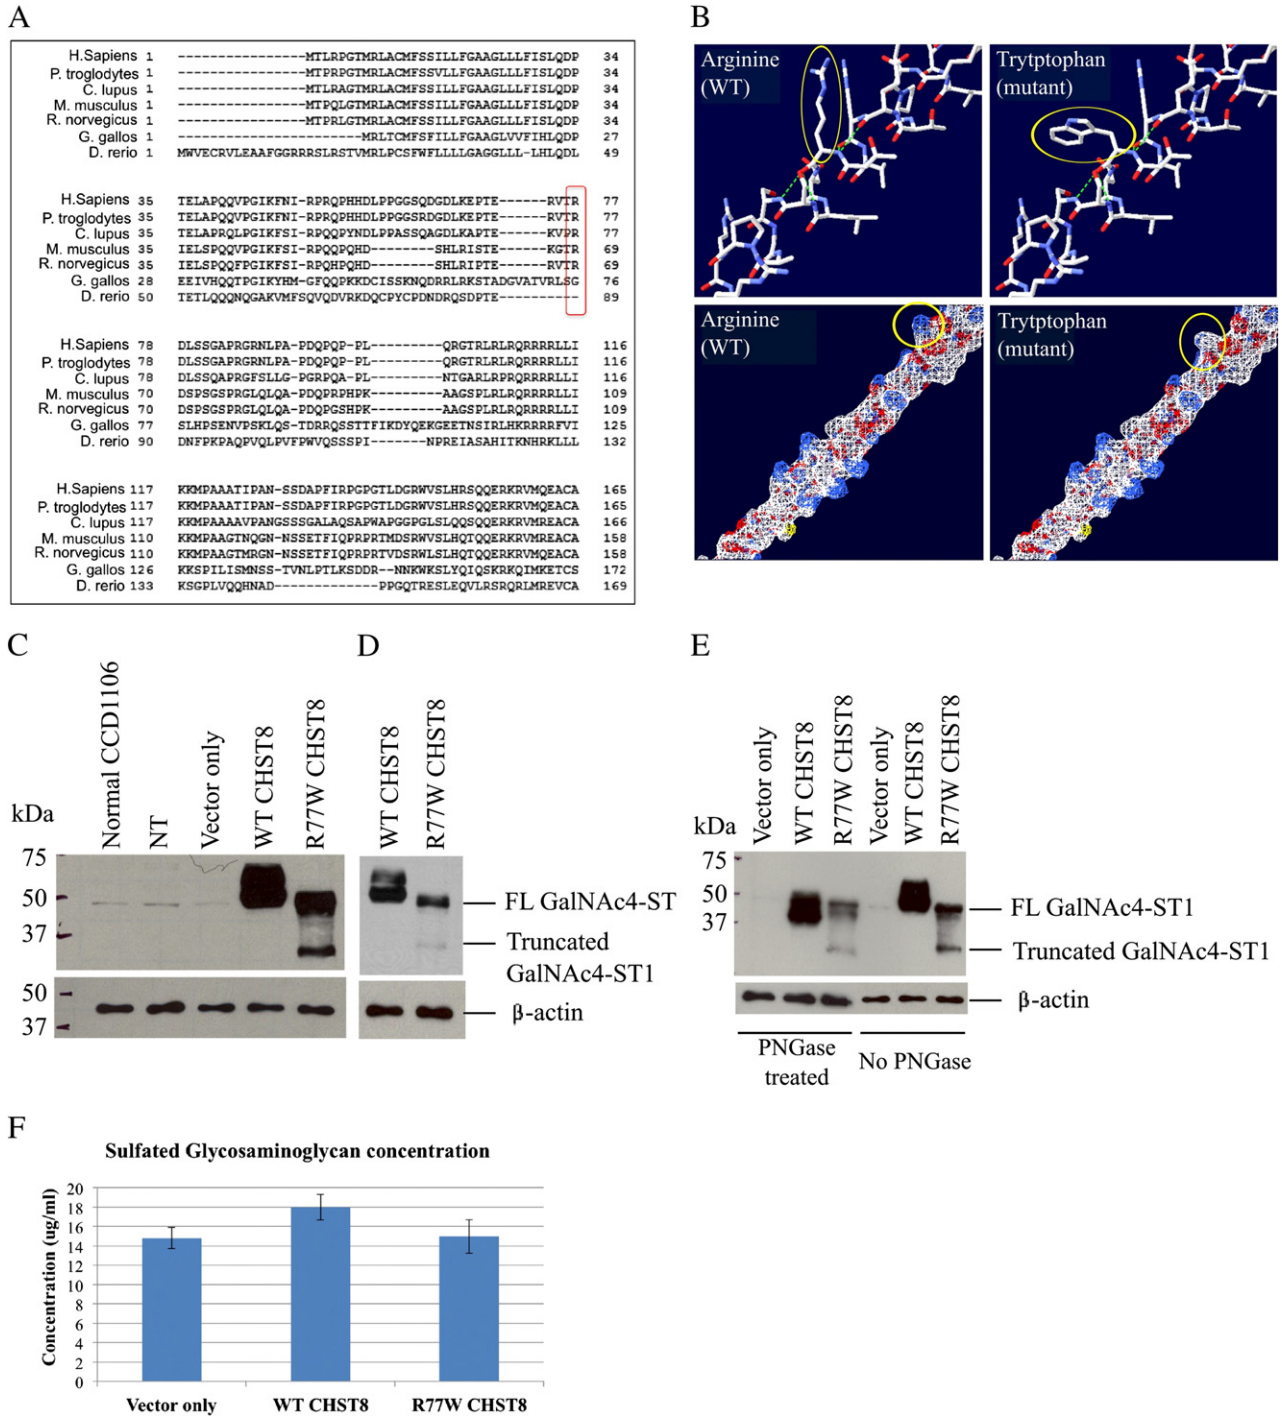 A
H.Sapiens 1 ----------------MTLRPGTMRLACMFSSILLFGAAGLLLFISLQDP 34
P. troglodytes 1 ----------------MTPRPGTMRLACMFSSVLLFGAAGLLLFISLQDP 34
C. lupus 1 ----------------MTLRAGTMRLACMFSSILLFGAAGLLLFISLQDP 34
M. musculus 1 ----------------MTPQLGTMRLACMFSSILLFGAAGLLLFISLQDP 34
R. norvegicus 1 ----------------MTPRLGTMRLACMFSSILLFGAAGLLLFISLQDP 34
G. gallos 1 -----------------------MRLTCMFSFILLFGAAGLVVFIHLQDP 27
D. rerio 1 MWVECRVLEAAFGGRRRSLRSTVMRLPCSFWFLLLLGAGGLLL-LHLQDL 49
H.Sapiens 35 TELAPQQVPGIKFNI-RPRQPHHDLPPGGSQDGDLKEPTE------RVTR 77
P. troglodytes 35 TELAPQQVPGIKFNI-RPRQPHHDLPPGGSRDGDLKEPTE------RVTR 77
C. lupus 35 TELAPRQLPGIKFSI-RPQQPYNDLPPASSQAGDLKAPTE------KVPR 77
M. musculus 35 IELSPQQVPGIKFSI-RPQQPQHD--------SHLRISTE------KGTR 69
R. norvegicus 35 IELSPQQFPGIKFSI-RPQHPQHD--------SHLRIPTE------RVTR 69
G. gallos 28 EEIVHQQTPGIKYHM-GFQQPKKDCISSKNQDRRLRKSTADGVATVRLSG 76
D. rerio 50 TETLQQQNQGAKVMFSQVQDVRKDQCPYCPDNDRQSDPTE---------- 89
H.Sapiens 78 DLSSGAPRGRNLPA-PDQPQP-PL---------QRGTRLRLRQRRRRLLI 116
P. troglodytes 78 DLSSGAPRGRNLPA-PDQPQP-PL---------QRGTRLRLRQRRRRLLI 116
C. lupus 78 DLSSQAPRGFSLLG-PGRPQA-PL---------NTGARLRPRQRRRRLLI 116
M. musculus 70 DSPSGSPRGLQLQA-PDQPRPHPK---------AAGSPLRLRQRRRRLLI 109
R. norvegicus 70 DSPSGSPRGLQLQA-PDQPGSHPK---------AAGSPLRLRQRRRRLLI 109
G. gallos 77 SLHPSENVPSKLQS-TDRRQSSTTFIKDYQEKGEETNSIRLHKRRRRFVI 125
D. rerio 90 DNFPKPAQPVQLPVFPWVQSSSPI-------NPREIASAHITKNHRKLLL 132
H.Sapiens 117 KKMPAAATIPAN-SSDAPFIRPGPGTLDGRWVSLHRSQQERKRVMQEACA 165
P. troglodytes 117 KKMPAAATIPAN-SSDAPFIRPGPGTLDGRWVSLHRSQQERKRVMQEACA 165
C. lupus 117 KKMPAAAAVPANGSSSGALAQSAPWAPGGPGLSLQQSQQERKRVMREACA 166
M. musculus 110 KKMPAAGTNQGN-NSSETFIQPRPRTMDSRWVSLHQTQQERKRVMREACA 158
R. norvegicus 110 KKMPAAGTMRGN-NSSETFIQPRPRTVDSRWLSLHQTQQERKRVMREACA 158
G. gallos 126 KKSPILISMNSS-TVNLPTLKSDDR--NNKWKSLYQIQSKRKQIMKETCS 172
D. rerio 133 KSGPLVQQHNAD-------------PPGQTRESLEQVLRSRQRLMREVCA 169
B
Arginine
(WT)
Trytptophan
(mutant)
Arginine
(WT)
Trytptophan
(mutant)
C
kDa
Normal CCD1106
NT
Vector only
WT CHST8
R77W CHST8
75
50
37
50
37
D
WT CHST8
R77W CHST8
FL GalNAc4-ST
Truncated
GalNAc4-ST1
β-actin
E
kDa
Vector only
WT CHST8
R77W CHST8
Vector only
WT CHST8
R77W CHST8
75
50
37
FL GalNAc4-ST1
Truncated GalNAc4-ST1
β-actin
PNGase
treated
No PNGase
F
Sulfated Glycosaminoglycan concentration
Concentration (ug/ml)
20
18
16
14
12
10
8
6
4
2
0
Vector only
WT CHST8
R77W CHST8